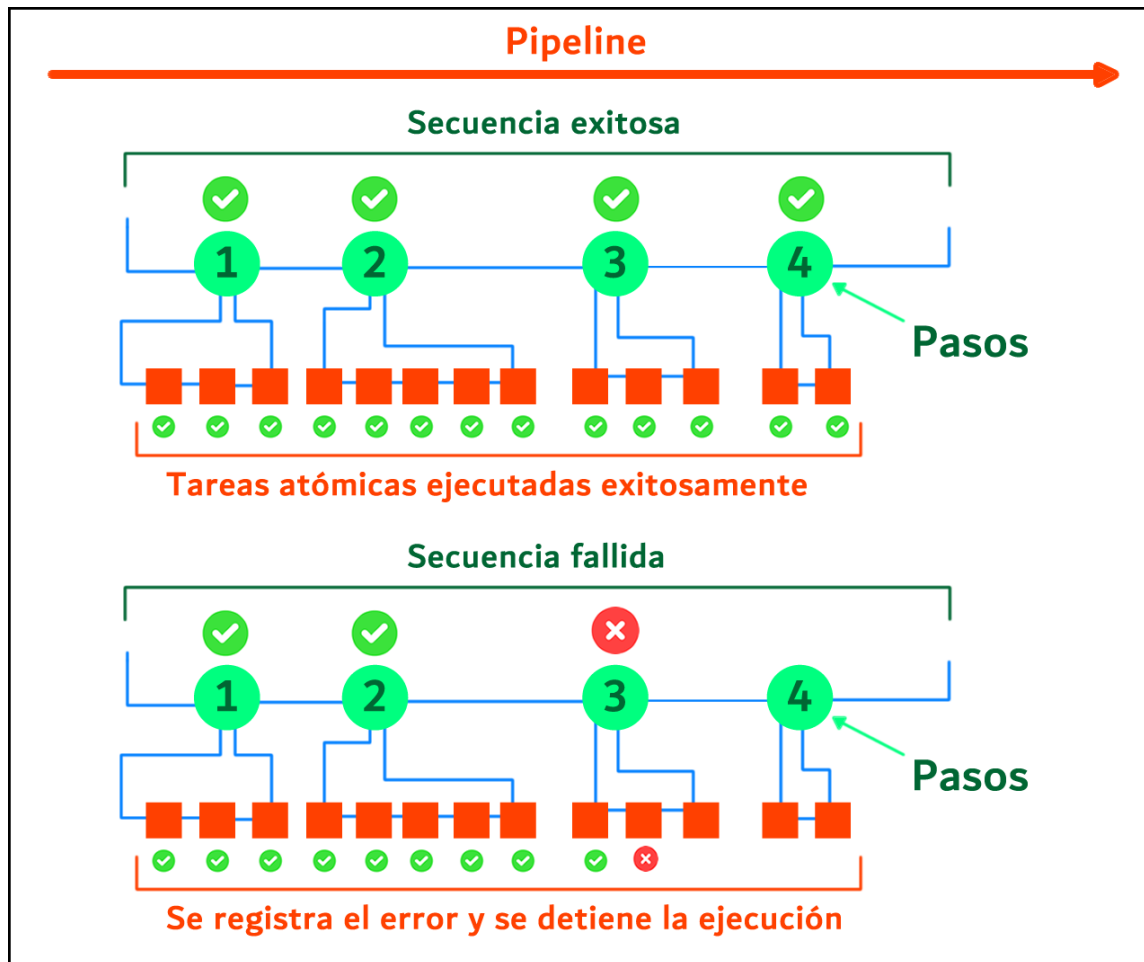 Pipeline
Secuencia exitosa
1 2 3 4
Pasos
Tareas atómicas ejecutadas exitosamente
Secuencia fallida
1 2 3 4
Pasos
Se registra el error y se detiene la ejecución